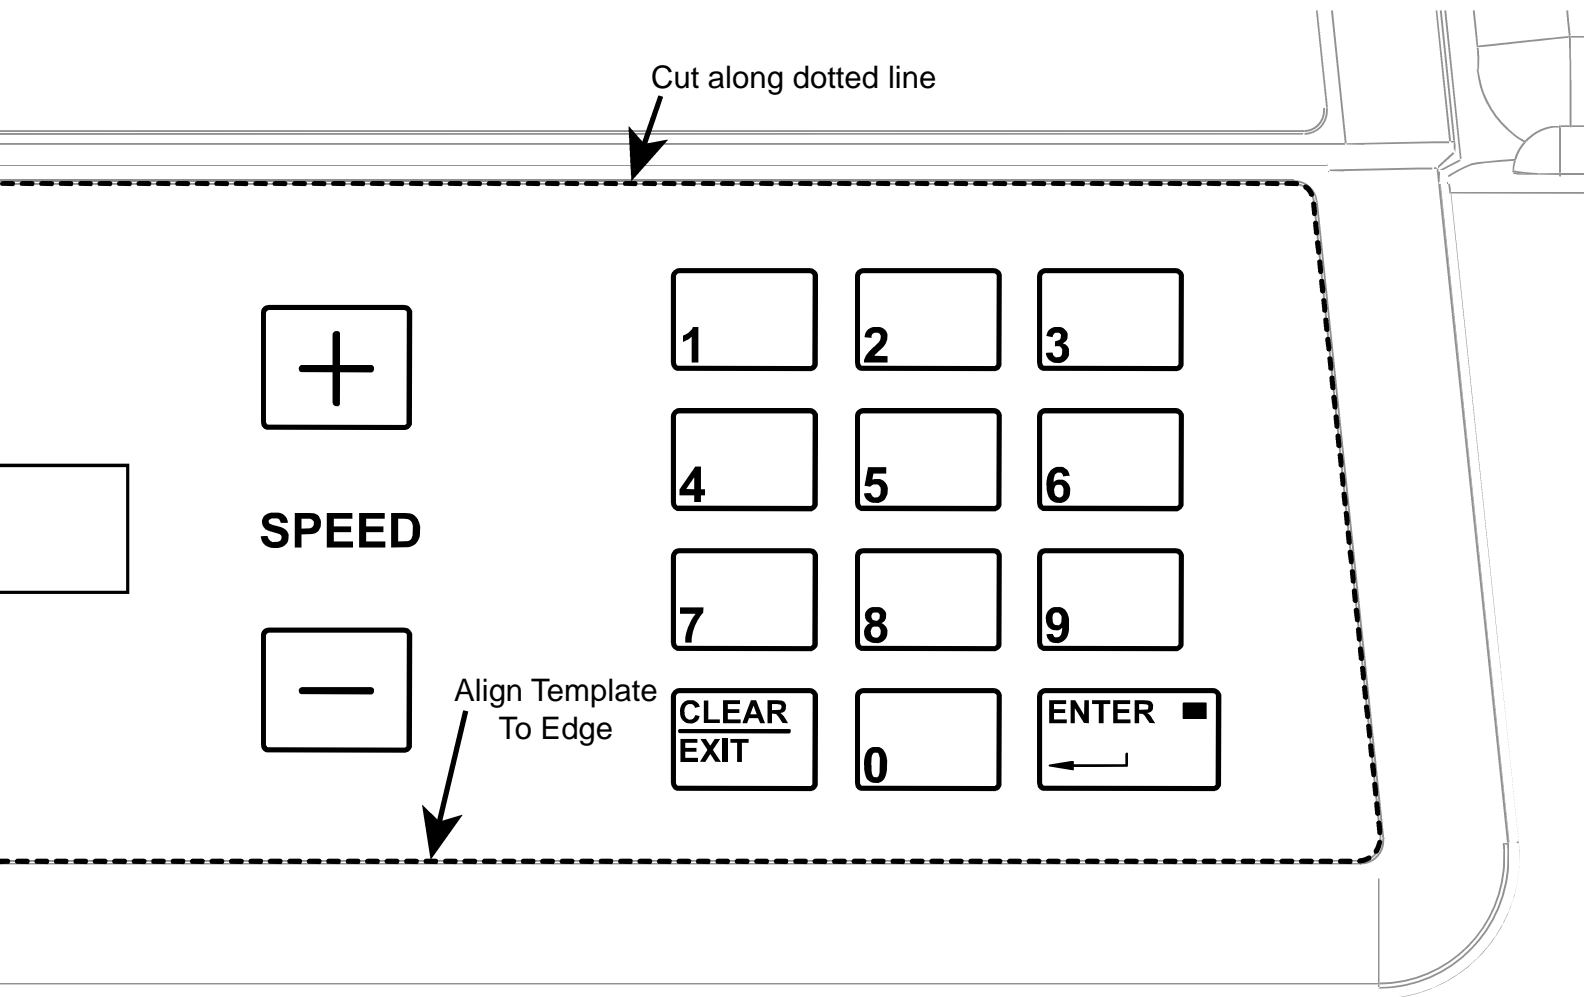 Cut along dotted line
1
2
3
4
5
6
SPEED
7
8
9
Align Template
To Edge
CLEAR
EXIT
0
ENTER